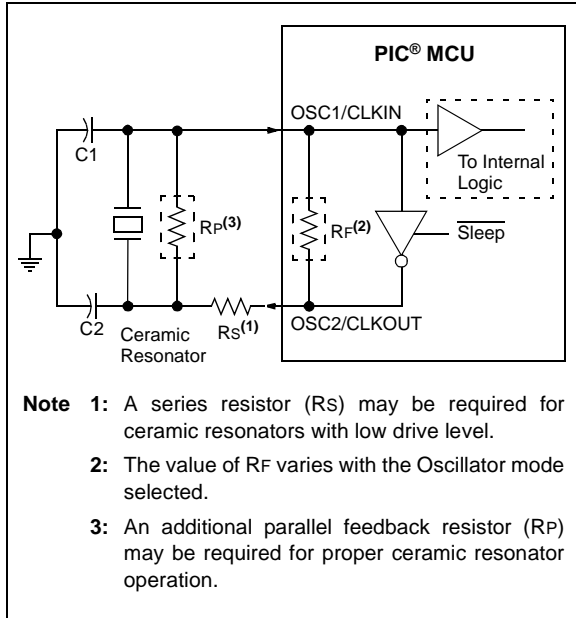 PIC® MCU
OSC1/CLKIN
C1
To Internal
Logic
RP(3)
RF(2)
Sleep
C2
Ceramic
Resonator
RS(1)
OSC2/CLKOUT
Note 1: A series resistor (RS) may be required for
ceramic resonators with low drive level.
2: The value of RF varies with the Oscillator mode
selected.
3: An additional parallel feedback resistor (RP)
may be required for proper ceramic resonator
operation.